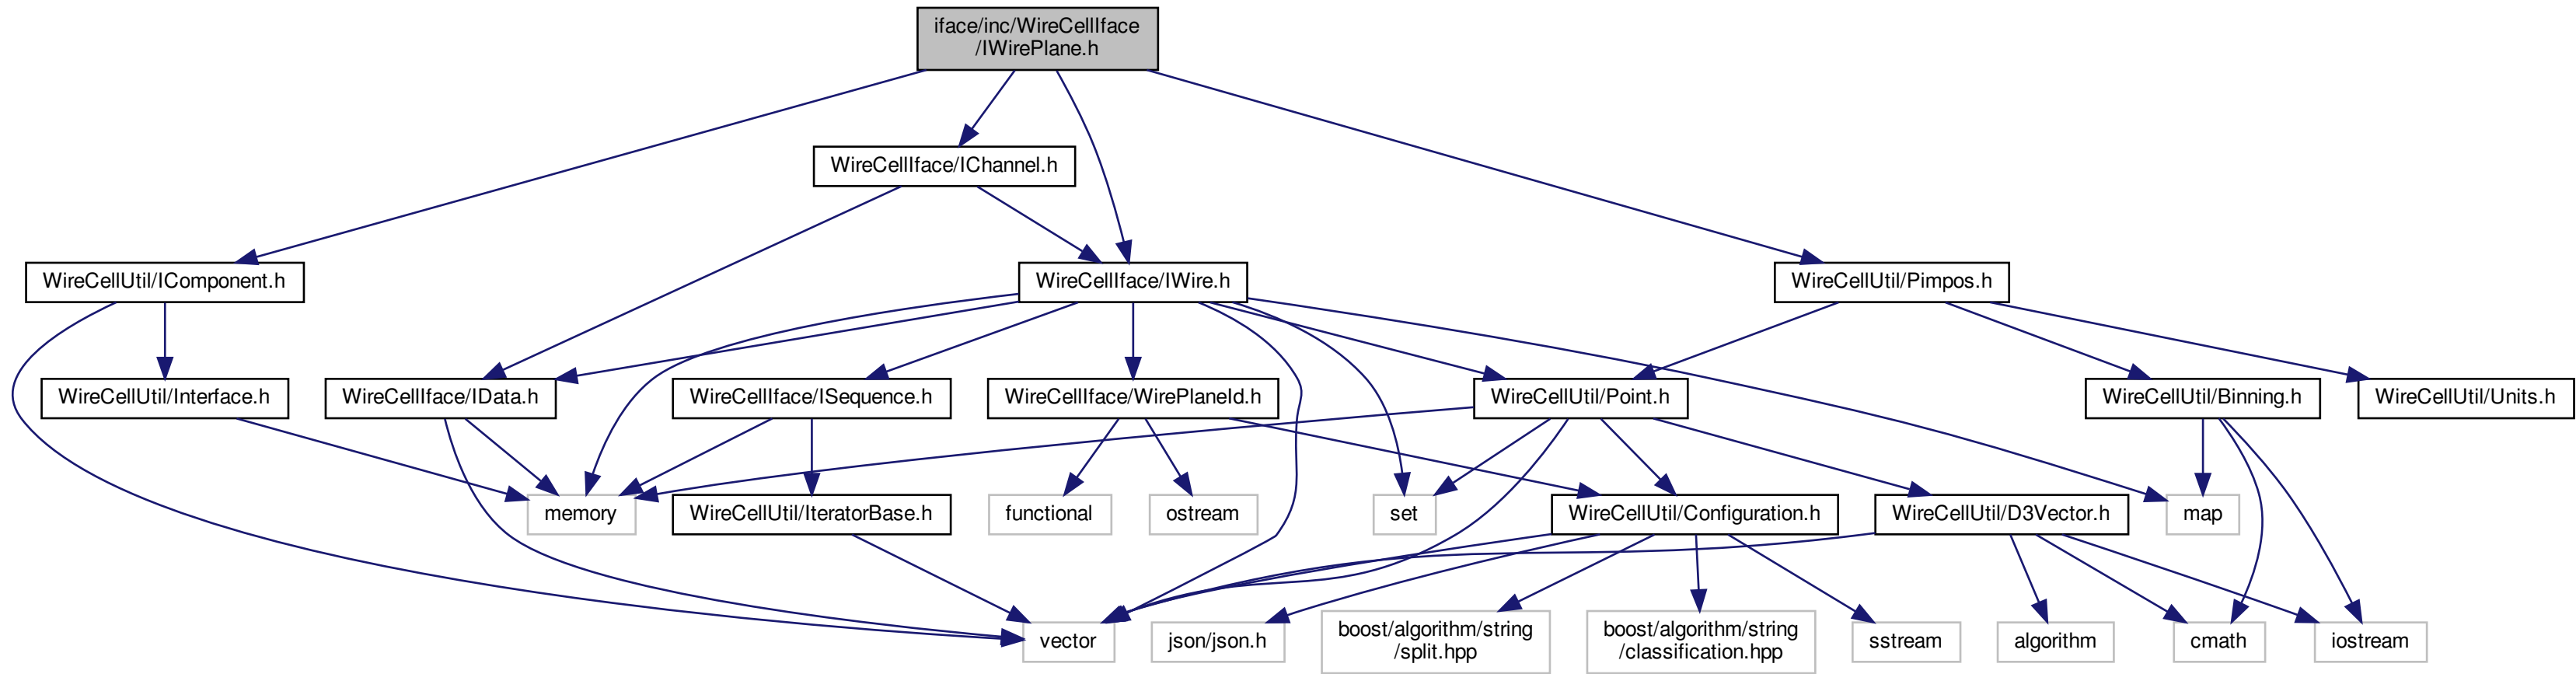 iface/inc/WireCellIface
/IWirePlane.h
WireCellIface/IChannel.h
WireCellUtil/IComponent.h
WireCellIface/IWire.h
WireCellUtil/Pimpos.h
WireCellUtil/Interface.h
WireCellIface/IData.h
WireCellIface/ISequence.h
WireCellIface/WirePlaneId.h
WireCellUtil/Point.h
WireCellUtil/Binning.h
WireCellUtil/Units.h
memory
WireCellUtil/IteratorBase.h
functional
ostream
set
WireCellUtil/Configuration.h
WireCellUtil/D3Vector.h
map
vector
json/json.h
boost/algorithm/string
/split.hpp
boost/algorithm/string
/classification.hpp
sstream
algorithm
cmath
iostream